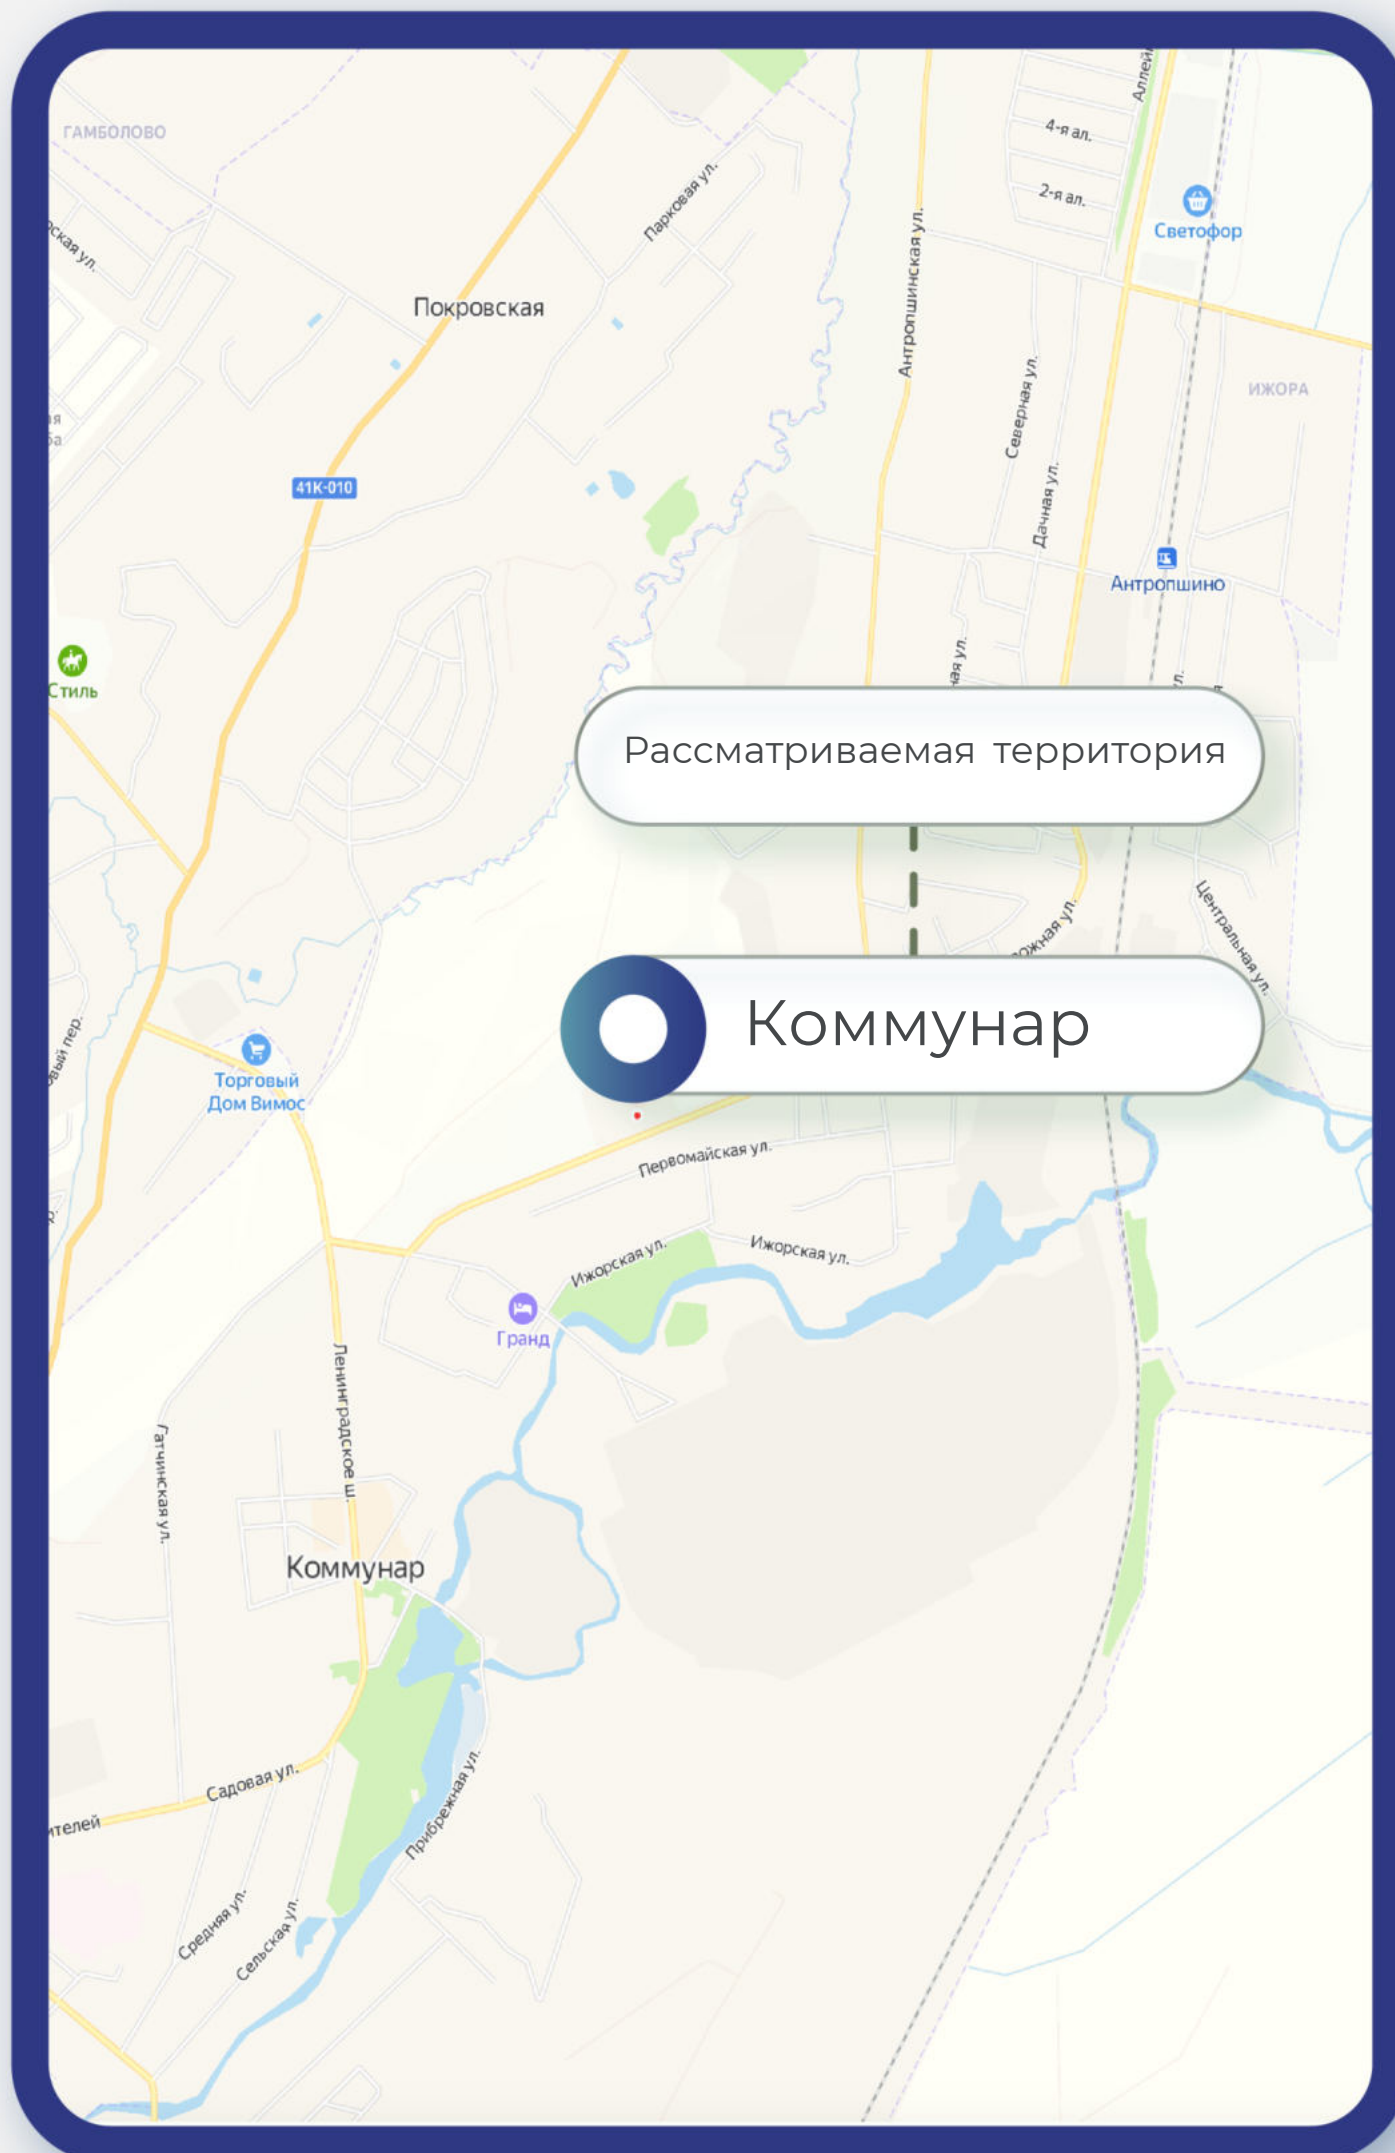 ГАМБОЛОВО
4-я ал.
2-я ал.
Светофор
Парковая ул.
Покровская
Антропшинская ул.
Северная ул.
ИЖОРА
41К-010
Дачная ул.
Антропшино
Стиль
Рассматриваемая территория
Центральная ул.
Коммунар
Торговый
Дом Вимос
Первомайская ул.
Ижорская ул.
Ижорская ул.
Гранд
Ленинградское ш.
Гатчинская ул.
Коммунар
Садовая ул.
Прибрежная ул.
Средняя ул.
Сельская ул.